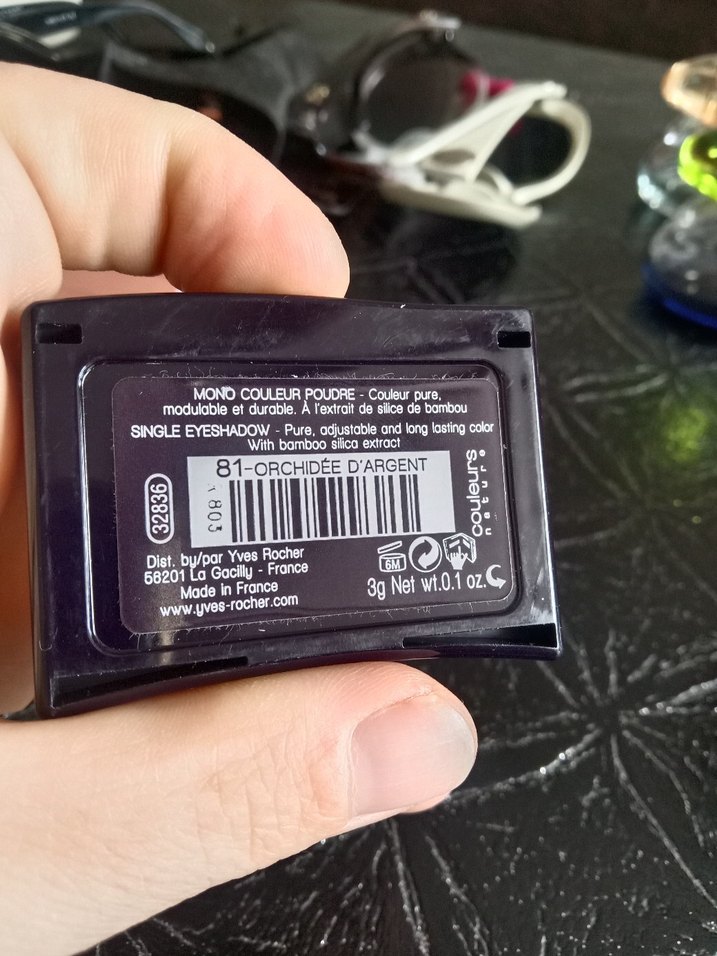 MONO COULEUR POUDRE - Couleur pure,
modulable et durable. À l'extrait de silice de bambou
SINGLE EYESHADOW - Pure, adjustable and long lasting color
With bamboo silica extract
81-ORCHIDÉE D'ARGENT
803
32836
couleurs
nature
Dist. by/par Yves Rocher
56201 La Gacilly - France
Made in France
www.yves-rocher.com
6M
3g Net wt.0.1 oz.